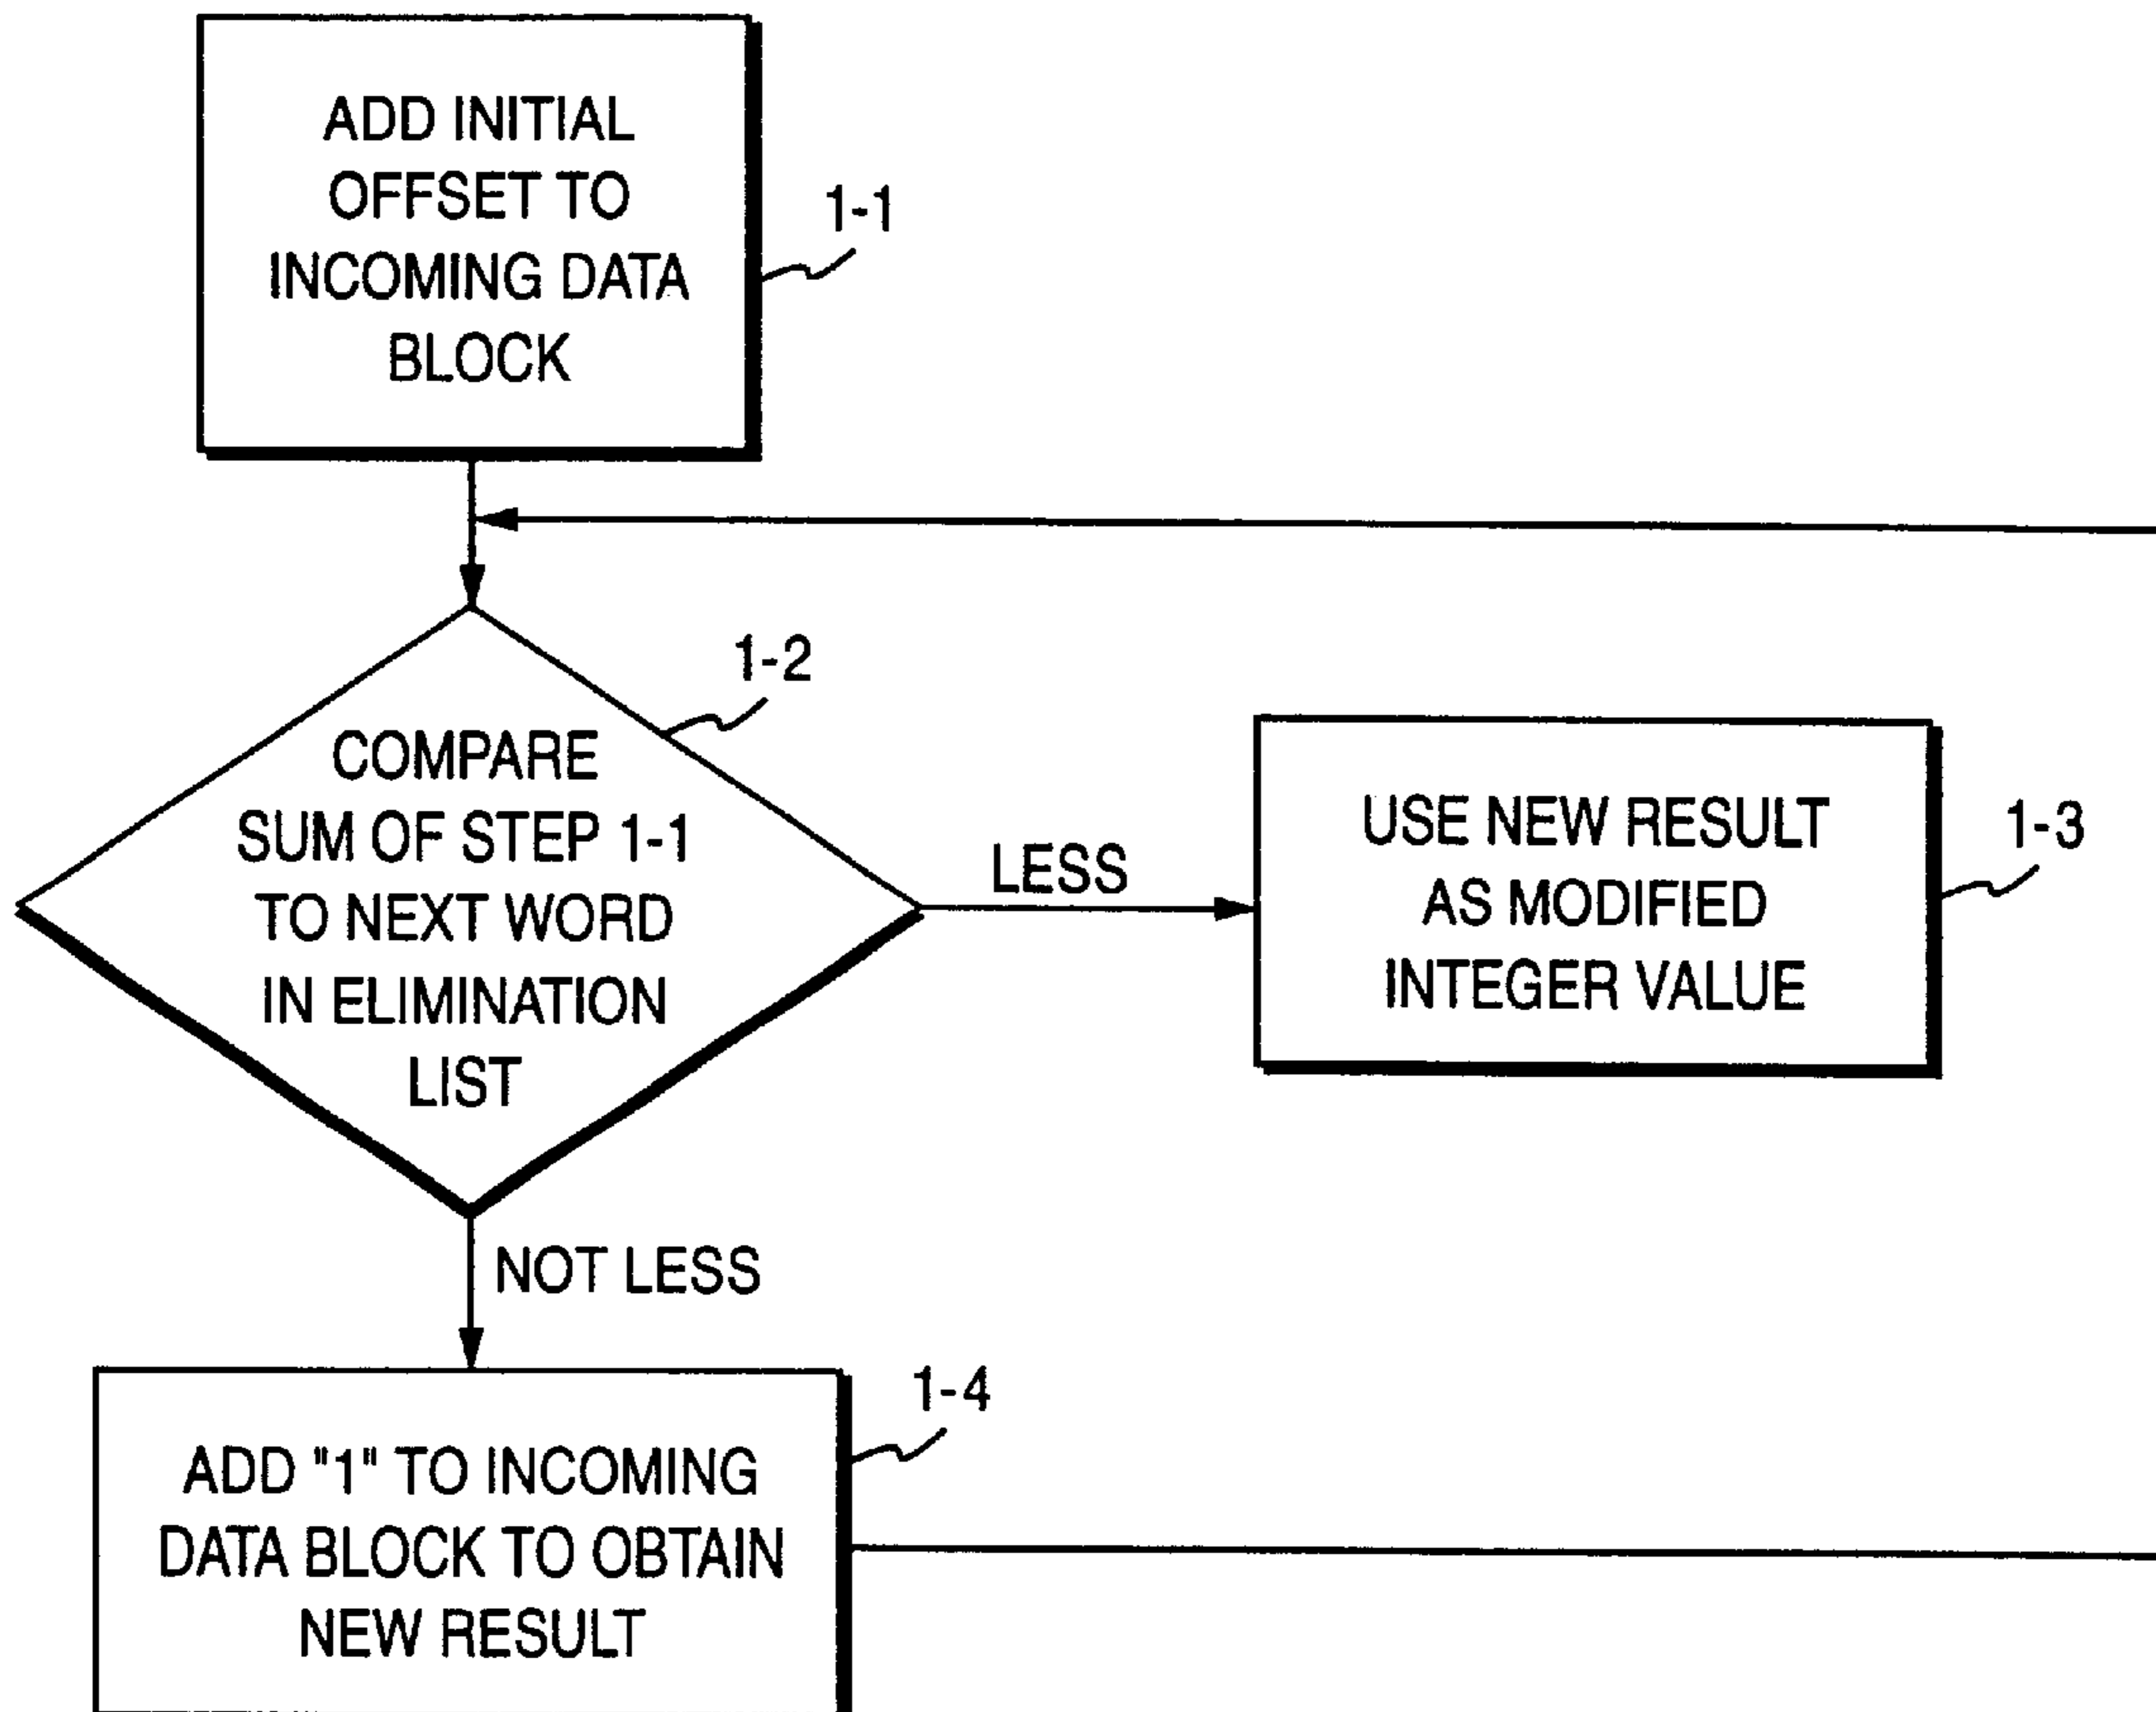 ADD INITIAL
OFFSET TO
INCOMING DATA
BLOCK
1-1
1-2
COMPARE
SUM OF STEP 1-1
TO NEXT WORD
IN ELIMINATION
LIST
LESS
USE NEW RESULT
AS MODIFIED
INTEGER VALUE
1-3
NOT LESS
1-4
ADD "1" TO INCOMING
DATA BLOCK TO OBTAIN
NEW RESULT